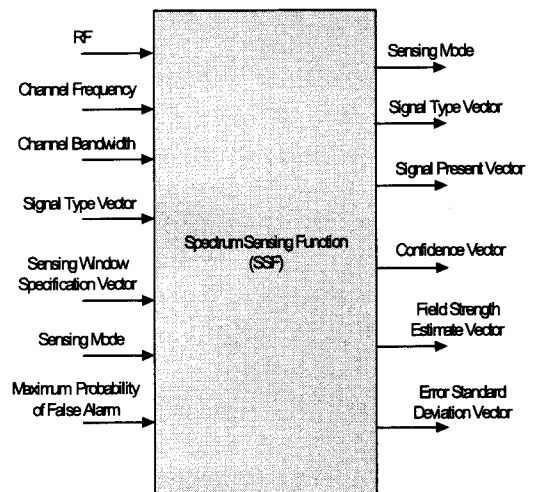 RF
Channel Frequency
Channel Bandwidth
Signal Type Vector
Sensing Window
Specification Vector
Sensing Mode
Maximum Probability
of False Alarm
Spectrum Sensing Function
(SSF)
Sensing Mode
Signal Type Vector
Signal Present Vector
Confidence Vector
Field Strength
Estimate Vector
Error Standard
Deviation Vector